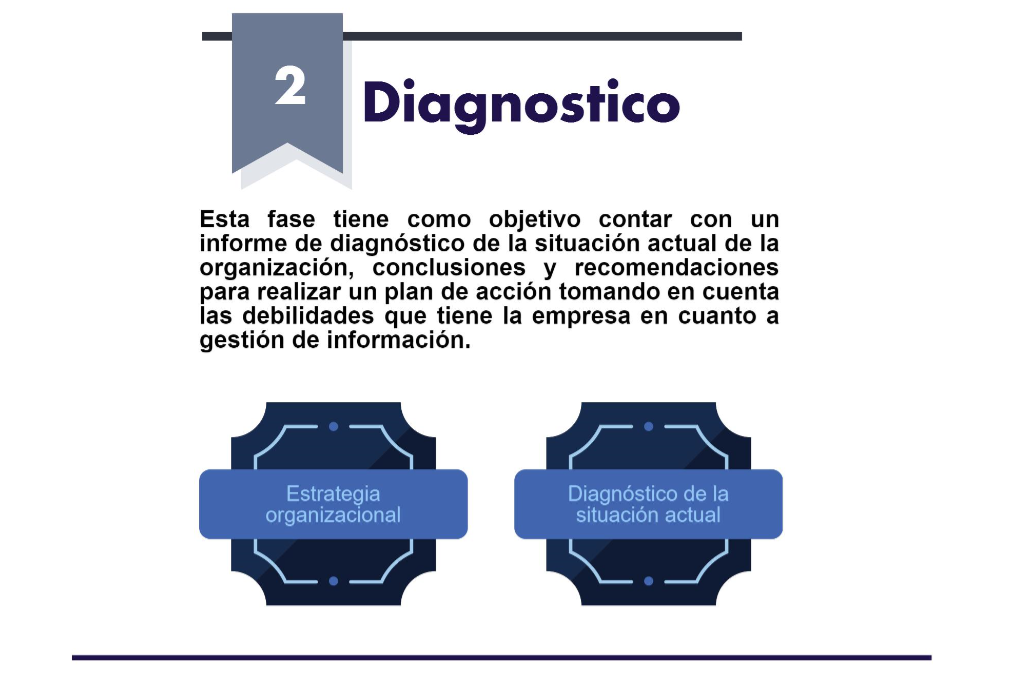 2
Diagnostico
Esta fase tiene como objetivo contar con un
informe de diagnóstico de la situación actual de la
organización, conclusiones y recomendaciones
para realizar un plan de acción tomando en cuenta
las debilidades que tiene la empresa en cuanto a
gestión de información.
Estrategia
organizacional
Diagnóstico de la
situación actual